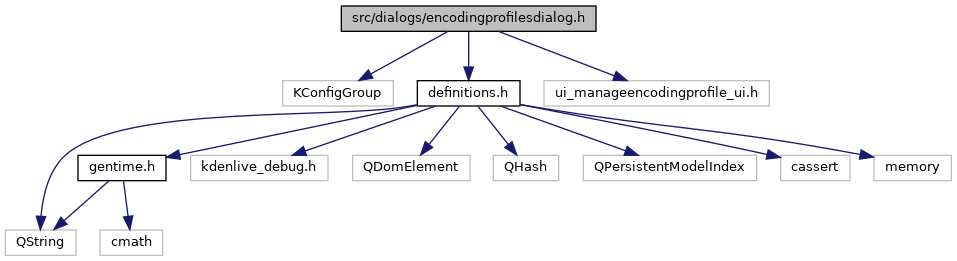 src/dialogs/encodingprofilesdialog.h
KConfigGroup
definitions.h
ui_manageencodingprofile_ui.h
gentime.h
kdenlive_debug.h
QDomElement
QHash
QPersistentModelIndex
cassert
memory
QString
cmath